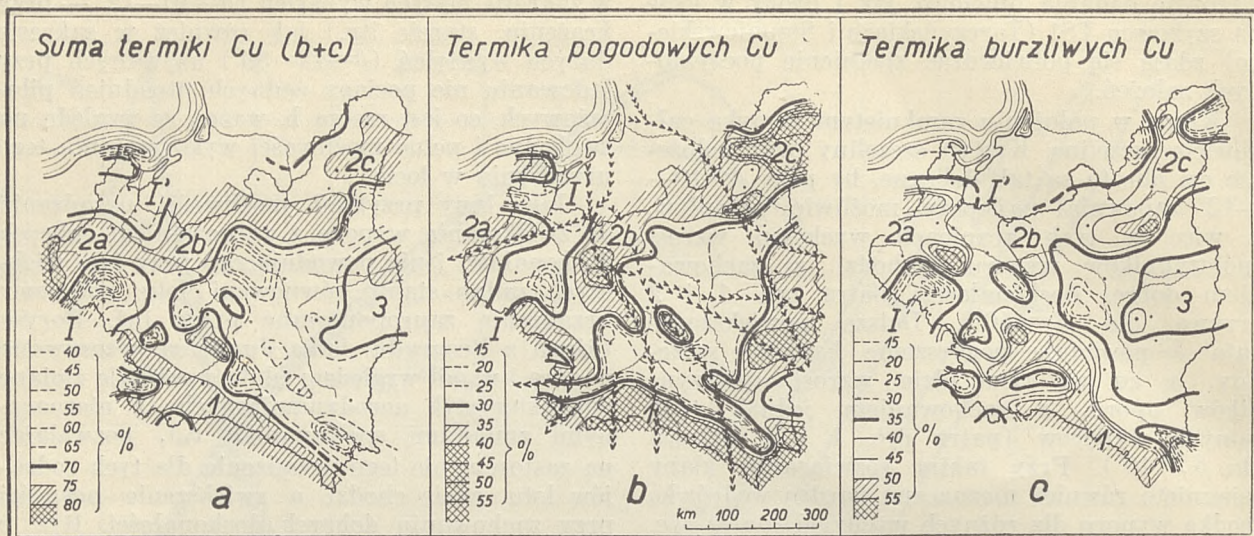 Suma termiki Cu (b+c)
2c
I'
2a
2b
3
1
40
45
50
55
60
65
70
75
80
%
a
Termika pogodowych Cu
2c
I'
2a
2b
3
I
15
20
25
30
35
40
45
50
55
%
b
km 100 200 300
Termika burzliwych Cu
2c
I'
2a
2b
3
I
1
15
20
25
30
35
40
45
50
55
%
c